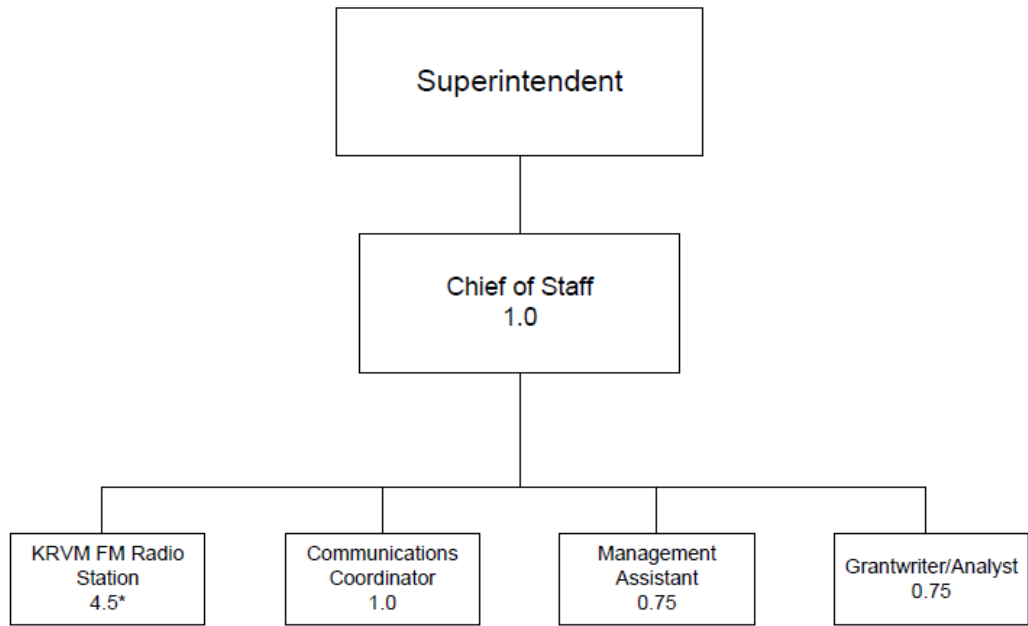 Superintendent
Chief of Staff
1.0
KRVM FM Radio
Station
4.5*
Communications
Coordinator
1.0
Management
Assistant
0.75
Grantwriter/Analyst
0.75